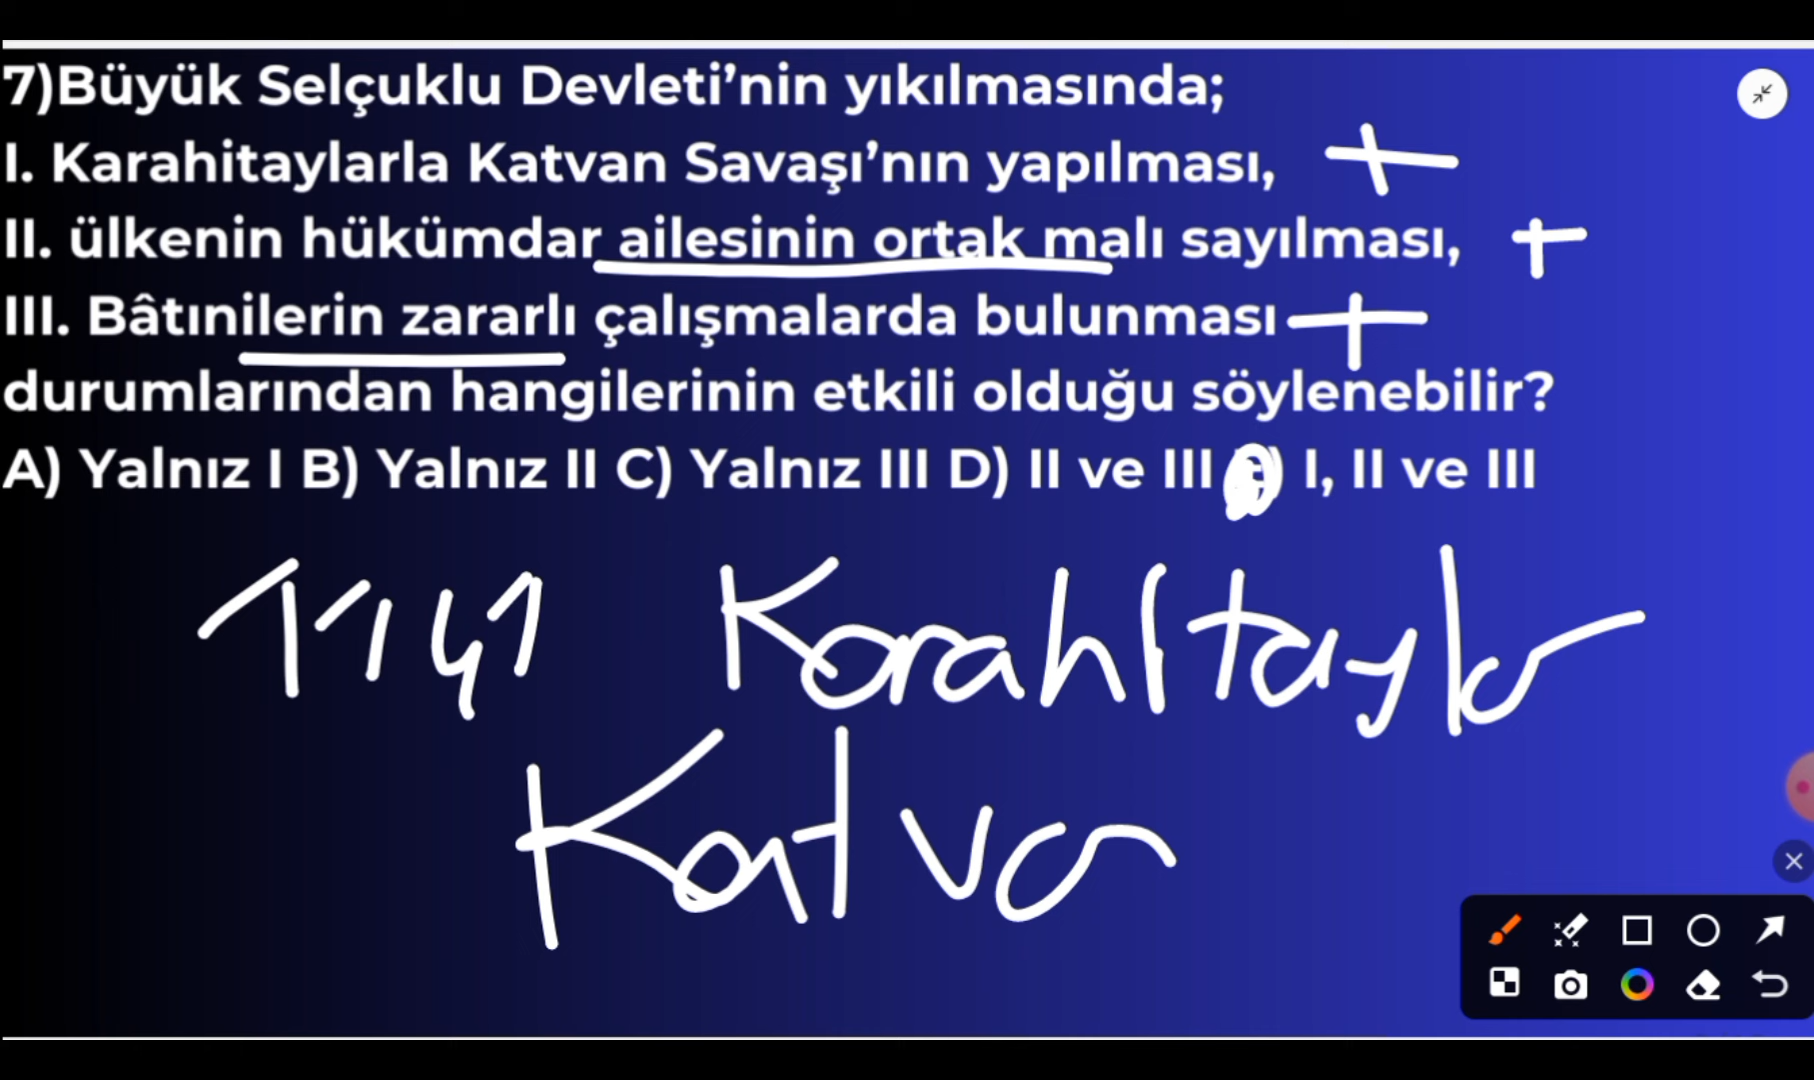 7)Büyük Selçuklu Devleti'nin yıkılmasında;
I. Karahitaylarla Katvan Savaşı'nın yapılması, +
II. ülkenin hükümdar ailesinin ortak malı sayılması, +
III. Bâtınilerin zararlı çalışmalarda bulunması +
durumlarından hangilerinin etkili olduğu söylenebilir?
A) Yalnız I B) Yalnız II C) Yalnız III D) II ve III E) I, II ve III
1141 Karahitayla
Katva